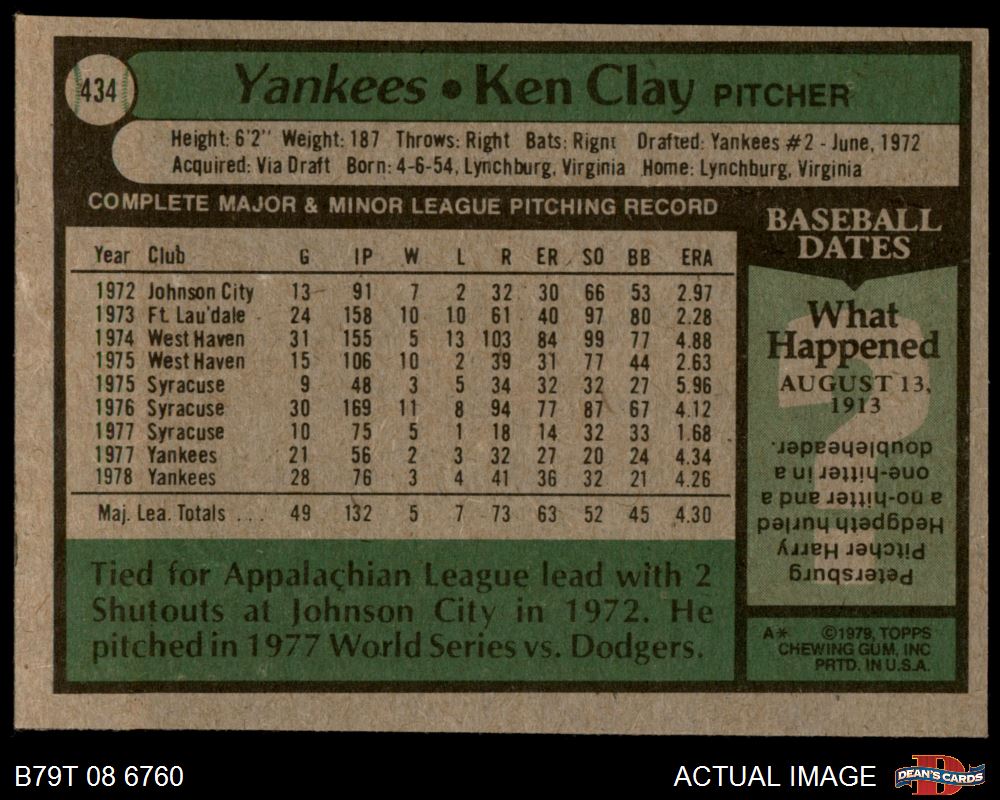 434
Yankees • Ken Clay PITCHER
Height: 6'2" Weight: 187 Throws: Right Bats: Right Drafted: Yankees #2 - June, 1972
Acquired: Via Draft Born: 4-6-54, Lynchburg, Virginia Home: Lynchburg, Virginia
COMPLETE MAJOR & MINOR LEAGUE PITCHING RECORD
Year Club G IP W L R ER SO BB ERA
1972 Johnson City 13 91 7 2 32 30 66 53 2.97
1973 Ft. Lau'dale 24 158 10 10 61 40 97 80 2.28
1974 West Haven 31 155 5 13 103 84 99 77 4.88
1975 West Haven 15 106 10 2 39 31 77 44 2.63
1975 Syracuse 9 48 3 5 34 32 32 27 5.96
1976 Syracuse 30 169 11 8 94 77 87 67 4.12
1977 Syracuse 10 75 5 1 18 14 32 33 1.68
1977 Yankees 21 56 2 3 32 27 20 24 4.34
1978 Yankees 28 76 3 4 41 36 32 21 4.26
Maj. Lea. Totals ... 49 132 5 7 73 63 52 45 4.30
Tied for Appalachian League lead with 2
Shutouts at Johnson City in 1972. He
pitched in 1977 World Series vs. Dodgers.
BASEBALL
DATES
What
Happened
AUGUST 13,
1913
?
Petersburg
Pitcher Harry
Hedgpeth hurled
a no-hitter and a
one-hitter in a
doubleheader.
A* ©1979, TOPPS
CHEWING GUM, INC
PRTD. IN U.S.A.
B79T 08 6760
ACTUAL IMAGE
D
DEAN'S CARDS